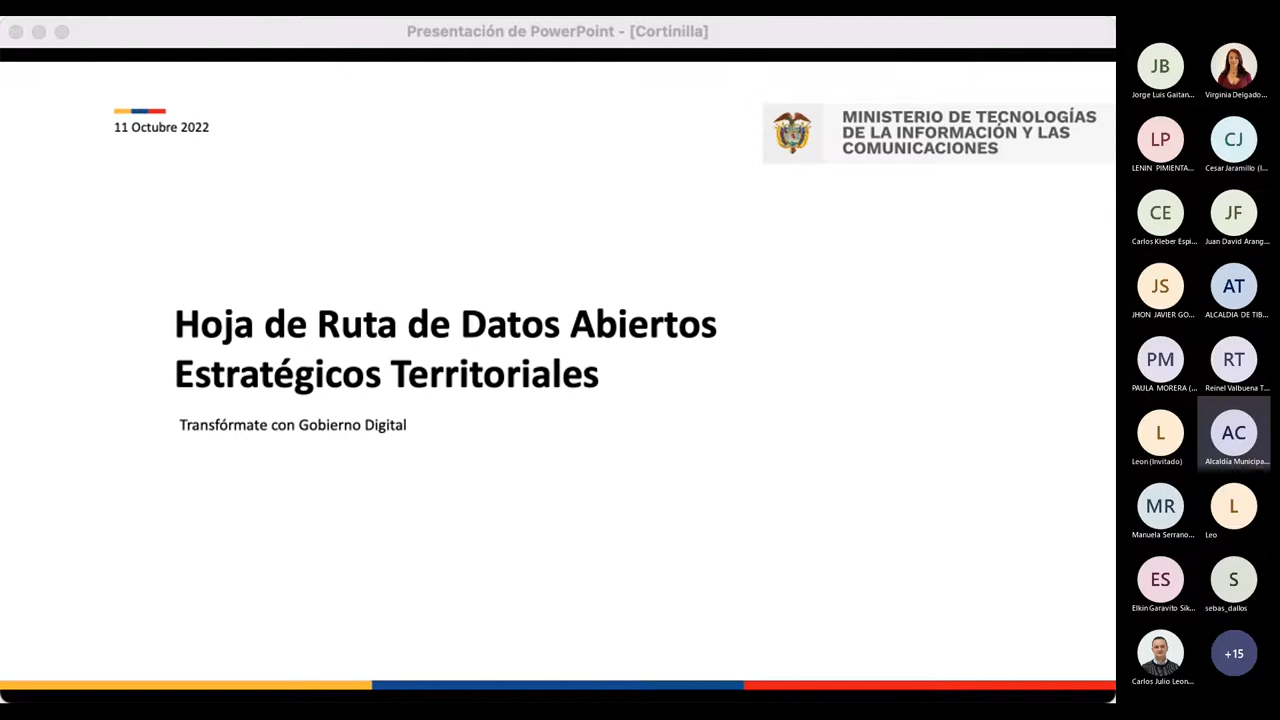 Presentación de PowerPoint - [Cortinilla]
11 Octubre 2022
MINISTERIO DE TECNOLOGÍAS
DE LA INFORMACIÓN Y LAS
COMUNICACIONES
Hoja de Ruta de Datos Abiertos
Estratégicos Territoriales
Transfórmate con Gobierno Digital
JB
Jorge Luis Gaitan...
Virginia Delgado...
LP
LENIN PIMIENTA...
CJ
Cesar Jaramillo (I...
CE
Carlos Kleber Espi...
JF
Juan David Arang...
JS
JHON JAVIER GO...
AT
ALCALDIA DE TIB...
PM
PAULA MORERA (...
RT
Reinel Valbuena T...
L
Leon (Invitado)
AC
Alcaldía Municipa...
MR
Manuela Serrano...
L
Leo
ES
Elkin Garavito Sik...
S
sebas_dallos
Carlos Julio Leon...
+15